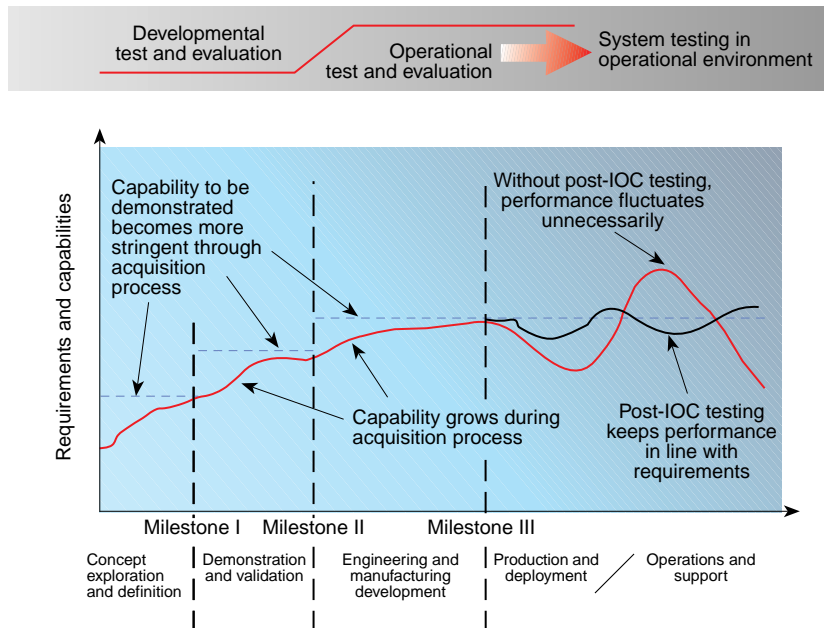 Developmental
test and evaluation
Operational
test and evaluation
System testing in
operational environment
Requirements and capabilities
Capability to be
demonstrated
becomes more
stringent through
acquisition
process
Without post-IOC testing,
performance fluctuates
unnecessarily
Capability grows during
acquisition process
Post-IOC testing
keeps performance
in line with
requirements
Milestone I
Milestone II
Milestone III
Concept
exploration
and definition
Demonstration
and validation
Engineering and
manufacturing
development
Production and
deployment
Operations and
support